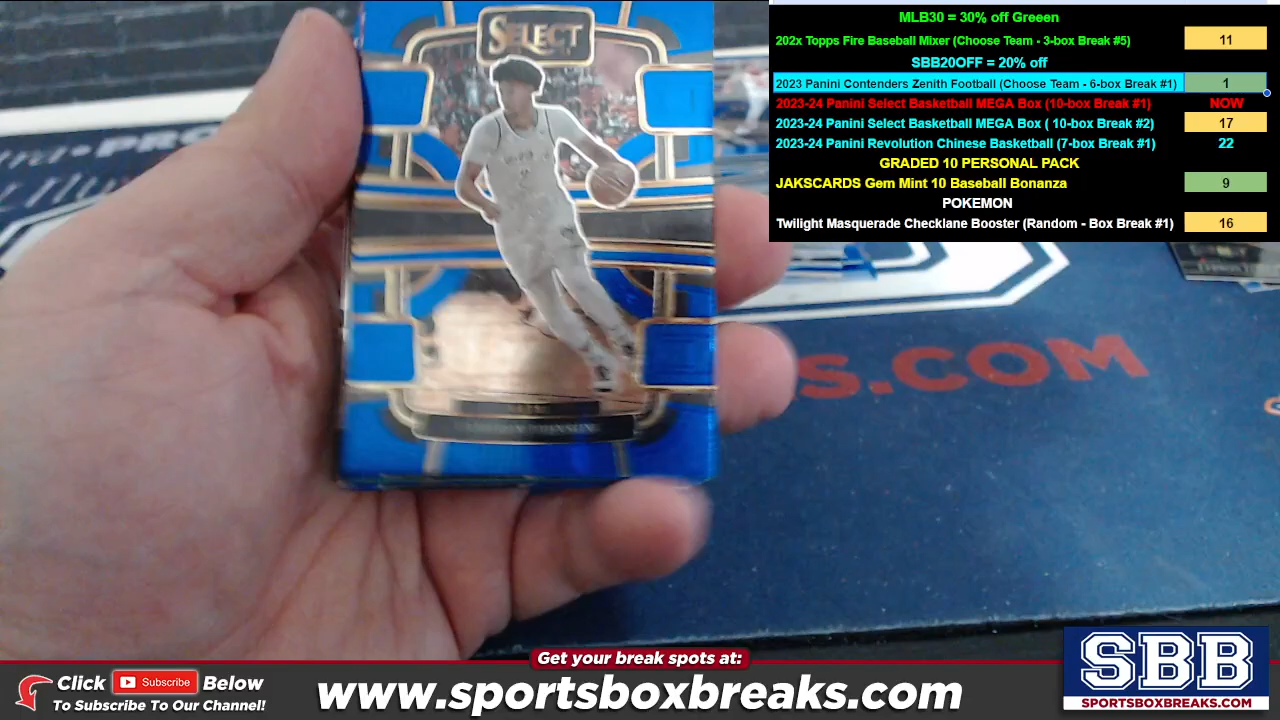 SELECT
MLB30 = 30% off Greeen
202x Topps Fire Baseball Mixer (Choose Team - 3-box Break #5) 11
SBB20OFF = 20% off
2023 Panini Contenders Zenith Football (Choose Team - 6-box Break #1) 1
2023-24 Panini Select Basketball MEGA Box (10-box Break #1) NOW
2023-24 Panini Select Basketball MEGA Box ( 10-box Break #2) 17
2023-24 Panini Revolution Chinese Basketball (7-box Break #1) 22
GRADED 10 PERSONAL PACK
JAKSCARDS Gem Mint 10 Baseball Bonanza 9
POKEMON
Twilight Masquerade Checklane Booster (Random - Box Break #1) 16
S.COM
Get your break spots at:
Click Subscribe Below
To Subscribe To Our Channel!
www.sportsboxbreaks.com
SBB
SPORTSBOXBREAKS.COM